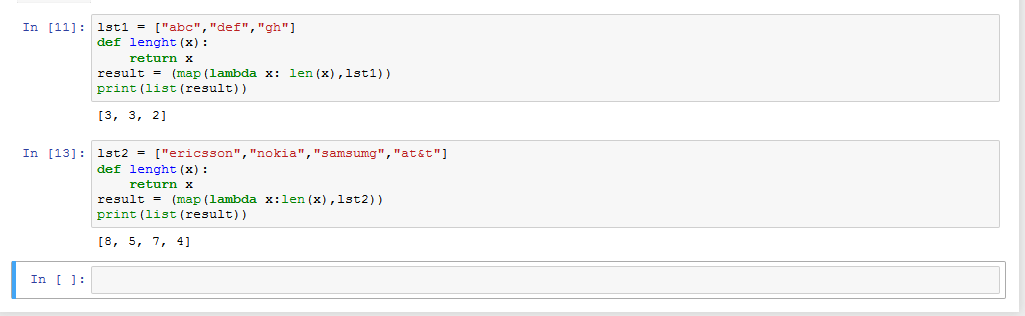 In [11]: lst1 = ["abc","def","gh"]
def lenght(x):
    return x
result = (map(lambda x: len(x),lst1))
print(list(result))
[3, 3, 2]
In [13]: lst2 = ["ericsson","nokia","samsumg","at&t"]
def lenght(x):
    return x
result = (map(lambda x:len(x),lst2))
print(list(result))
[8, 5, 7, 4]
In [ ]: